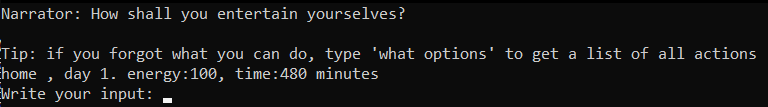 Narrator: How shall you entertain yourselves?
Tip: if you forgot what you can do, type 'what options' to get a list of all actions
home , day 1. energy:100, time:480 minutes
Write your input: